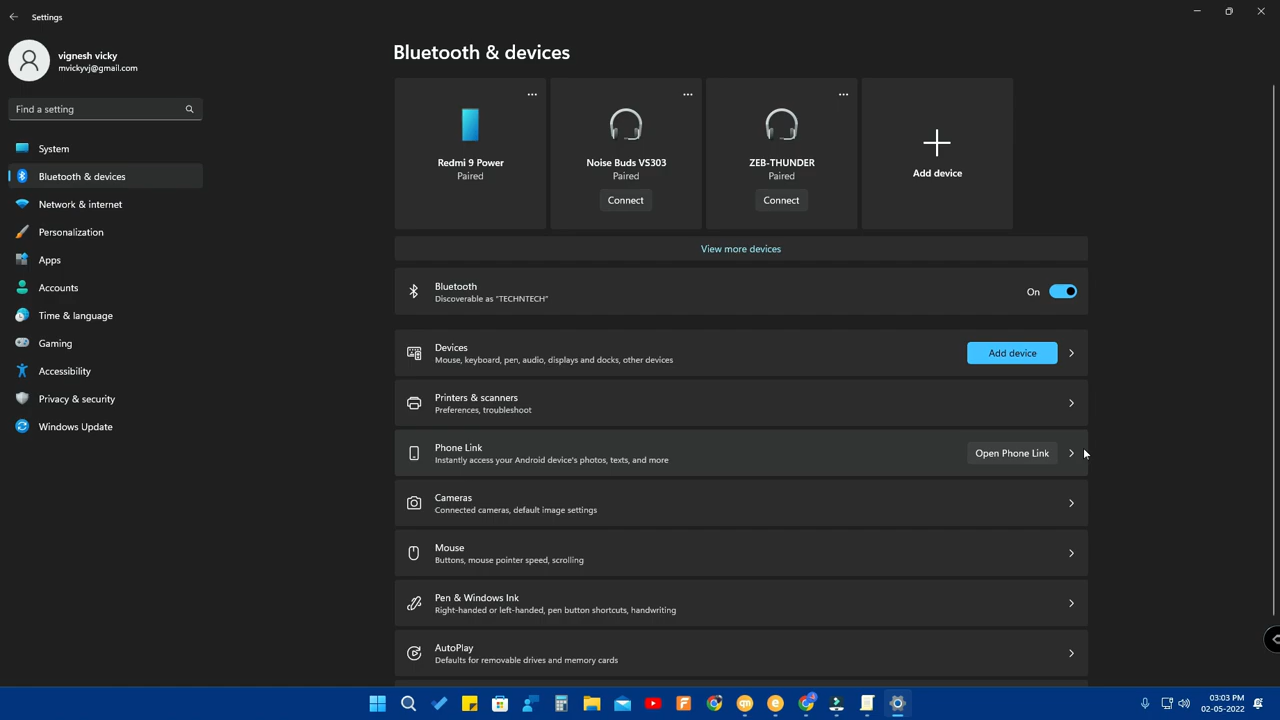 Settings
vignesh vicky
mvickyvj@gmail.com
Find a setting
System
Bluetooth & devices
Network & internet
Personalization
Apps
Accounts
Time & language
Gaming
Accessibility
Privacy & security
Windows Update
Bluetooth & devices
Redmi 9 Power
Paired
Noise Buds VS303
Paired
Connect
ZEB-THUNDER
Paired
Connect
Add device
View more devices
Bluetooth
Discoverable as "TECHNTECH"
On
Devices
Mouse, keyboard, pen, audio, displays and docks, other devices
Add device
Printers & scanners
Preferences, troubleshoot
Phone Link
Instantly access your Android device's photos, texts, and more
Open Phone Link
Cameras
Connected cameras, default image settings
Mouse
Buttons, mouse pointer speed, scrolling
Pen & Windows Ink
Right-handed or left-handed, pen button shortcuts, handwriting
AutoPlay
Defaults for removable drives and memory cards
03:03 PM
02-05-2022